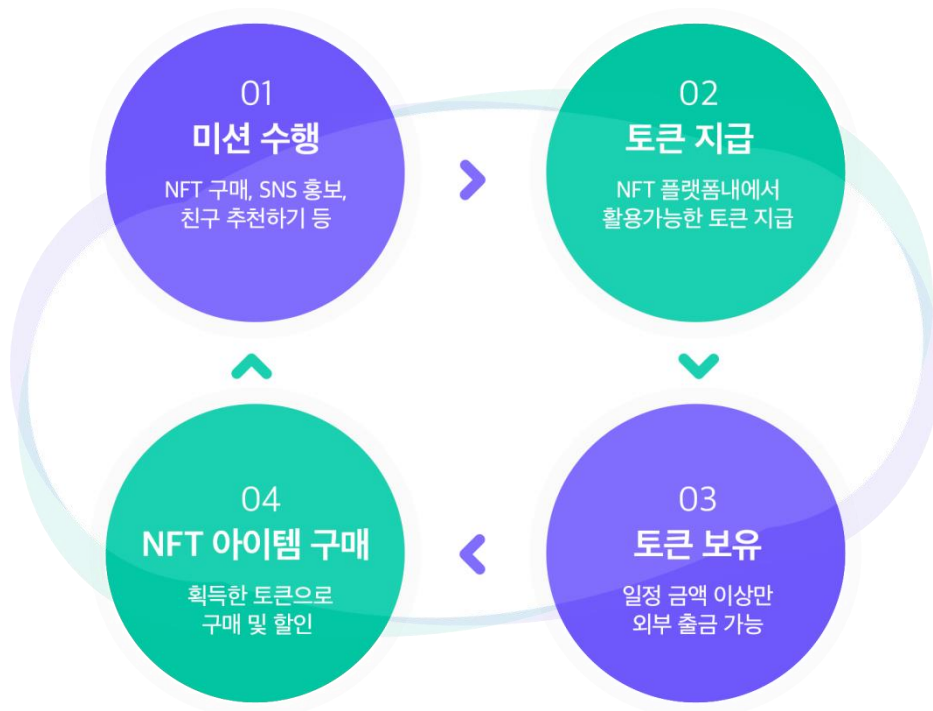 01
미션 수행
NFT 구매, SNS 홍보,
친구 추천하기 등
02
토큰 지급
NFT 플랫폼내에서
활용가능한 토큰 지급
03
토큰 보유
일정 금액 이상만
외부 출금 가능
04
NFT 아이템 구매
획득한 토큰으로
구매 및 할인